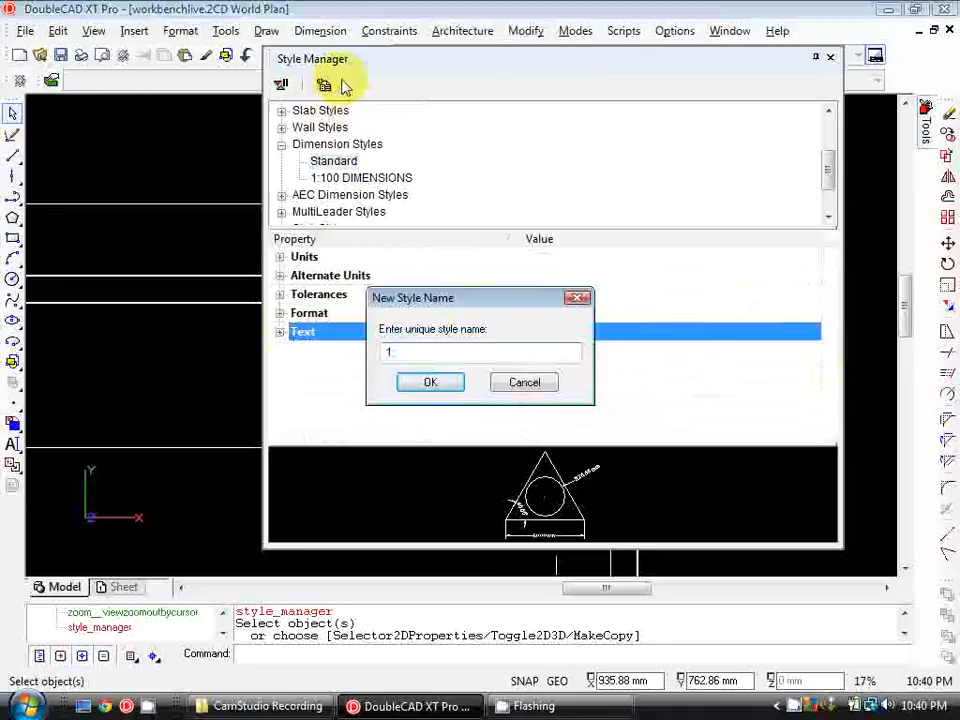 DoubleCAD XT Pro - [workbenchlive.2CD World Plan]
File Edit View Insert Format Tools Draw Dimension Constraints Architecture Modify Modes Scripts Options Window Help
Style Manager
Slab Styles
Wall Styles
Dimension Styles
Standard
1:100 DIMENSIONS
AEC Dimension Styles
MultiLeader Styles
Tools
Property Value
Units
Alternate Units
Tolerances
Format
Text
New Style Name
Enter unique style name:
1:
OK Cancel
Y
Z X
Model Sheet
zoom__viewzoomoutbycursor
style_manager
style_manager
Select object(s)
or choose [Selector2DProperties/Toggle2D3D/MakeCopy]
Command:
Select object(s)
SNAP GEO X 935.88 mm Y 762.86 mm Z 0 mm 17% 10:40 PM
CamStudio Recording DoubleCAD XT Pro ... Flashing 10:40 PM